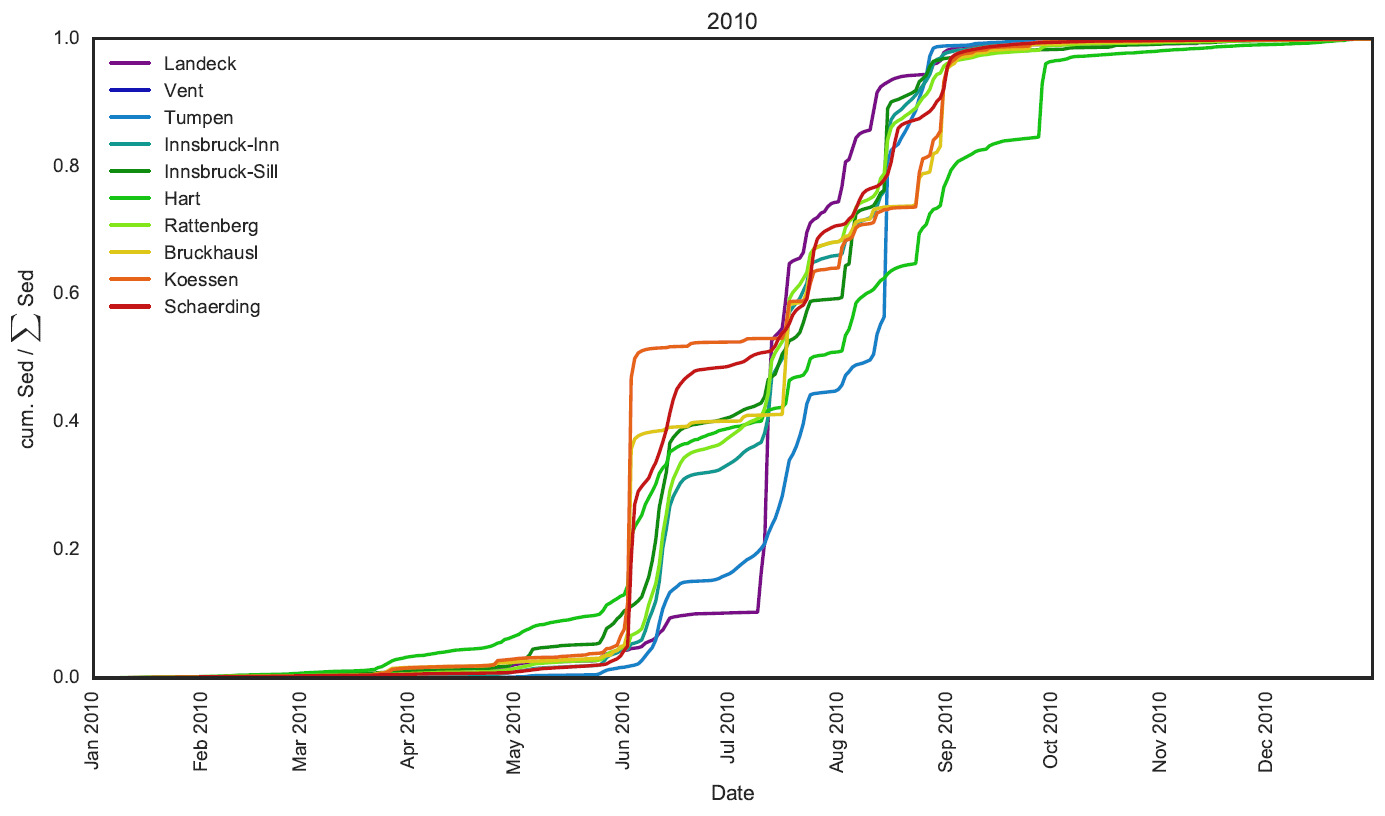 2010
1.0
0.8
0.6
0.4
0.2
0.0
cum. Sed / ∑ Sed
Landeck
Vent
Tumpen
Innsbruck-Inn
Innsbruck-Sill
Hart
Rattenberg
Bruckhausl
Koessen
Schaerding
Jan 2010
Feb 2010
Mar 2010
Apr 2010
May 2010
Jun 2010
Jul 2010
Aug 2010
Sep 2010
Oct 2010
Nov 2010
Dec 2010
Date